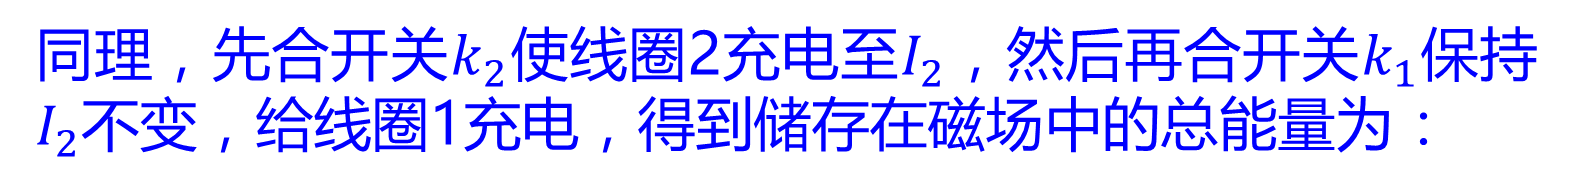 同理，先合开关k₂使线圈2充电至I₂，然后再合开关k₁保持
I₂不变，给线圈1充电，得到储存在磁场中的总能量为：